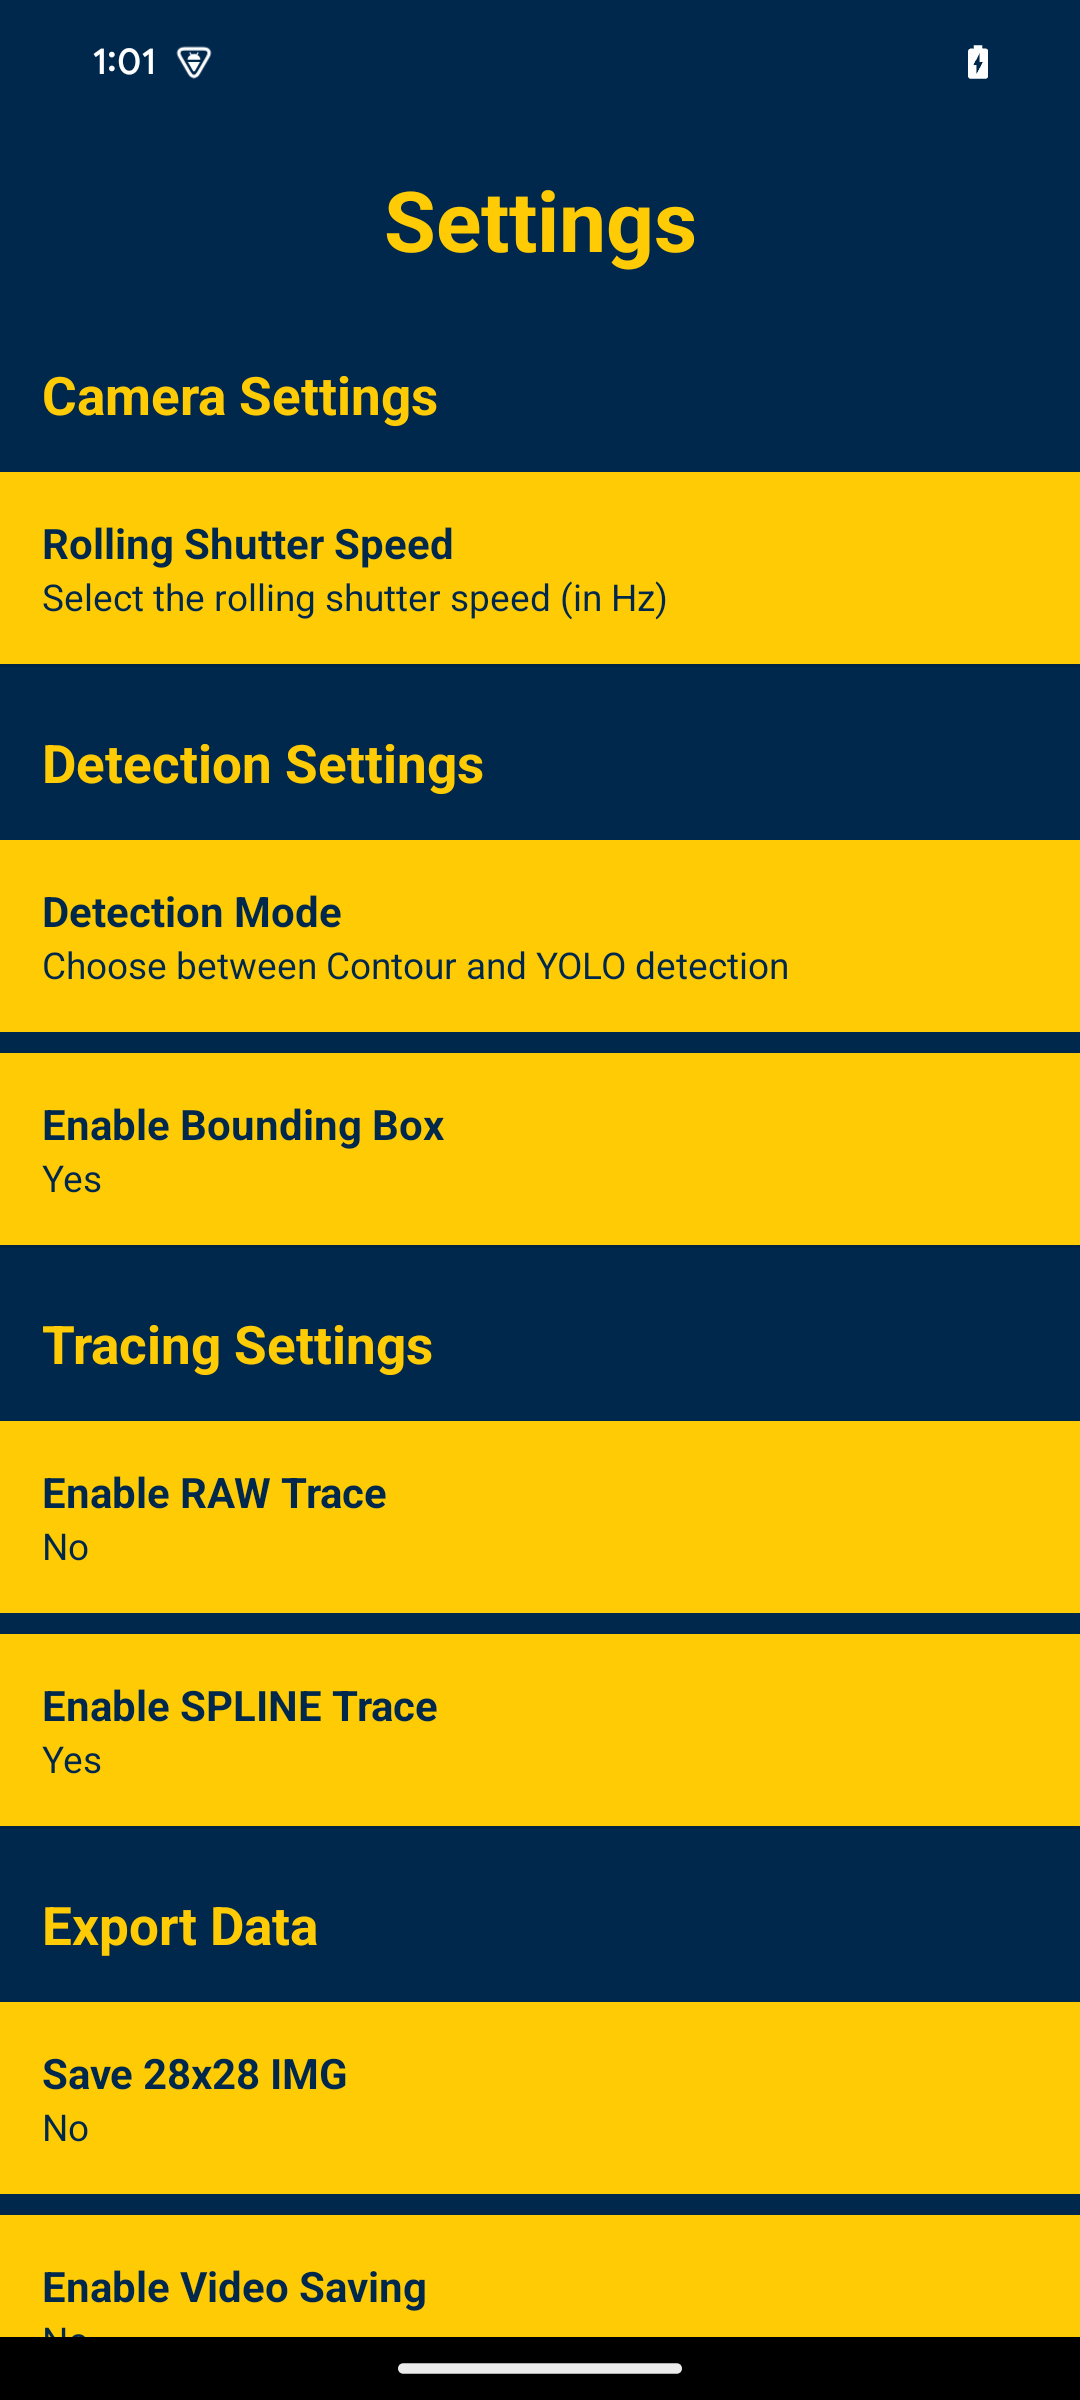 1:01
Settings
Camera Settings
Rolling Shutter Speed
Select the rolling shutter speed (in Hz)
Detection Settings
Detection Mode
Choose between Contour and YOLO detection
Enable Bounding Box
Yes
Tracing Settings
Enable RAW Trace
No
Enable SPLINE Trace
Yes
Export Data
Save 28x28 IMG
No
Enable Video Saving
No